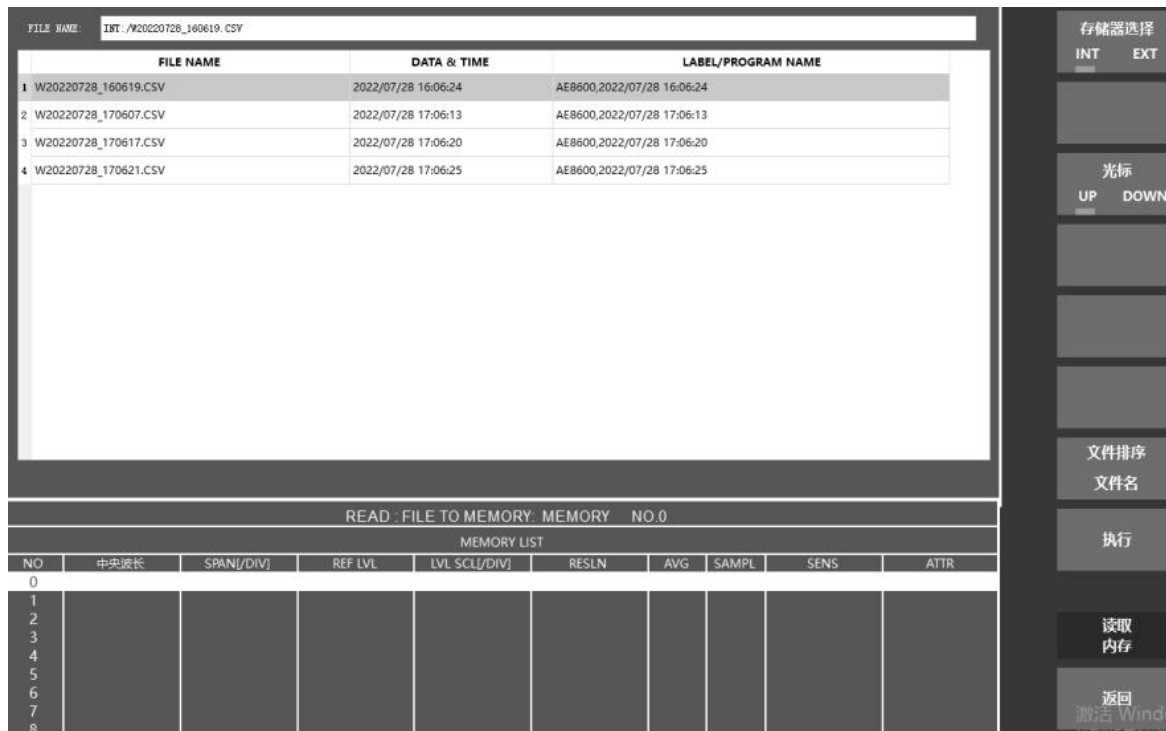 FILE NAME: INT:/W20220728_160619.CSV
FILE NAME DATA & TIME LABEL/PROGRAM NAME
1 W20220728_160619.CSV 2022/07/28 16:06:24 AE8600,2022/07/28 16:06:24
2 W20220728_170607.CSV 2022/07/28 17:06:13 AE8600,2022/07/28 17:06:13
3 W20220728_170617.CSV 2022/07/28 17:06:20 AE8600,2022/07/28 17:06:20
4 W20220728_170621.CSV 2022/07/28 17:06:25 AE8600,2022/07/28 17:06:25
READ : FILE TO MEMORY: MEMORY NO.0
MEMORY LIST
NO 中央波长 SPAN[/DIV] REF LVL LVL SCL[/DIV] RESLN AVG SAMPL SENS ATTR
0
1
2
3
4
5
6
7
8
存储器选择
INT EXT
光标
UP DOWN
文件排序
文件名
执行
读取
内存
返回
激活 Wind